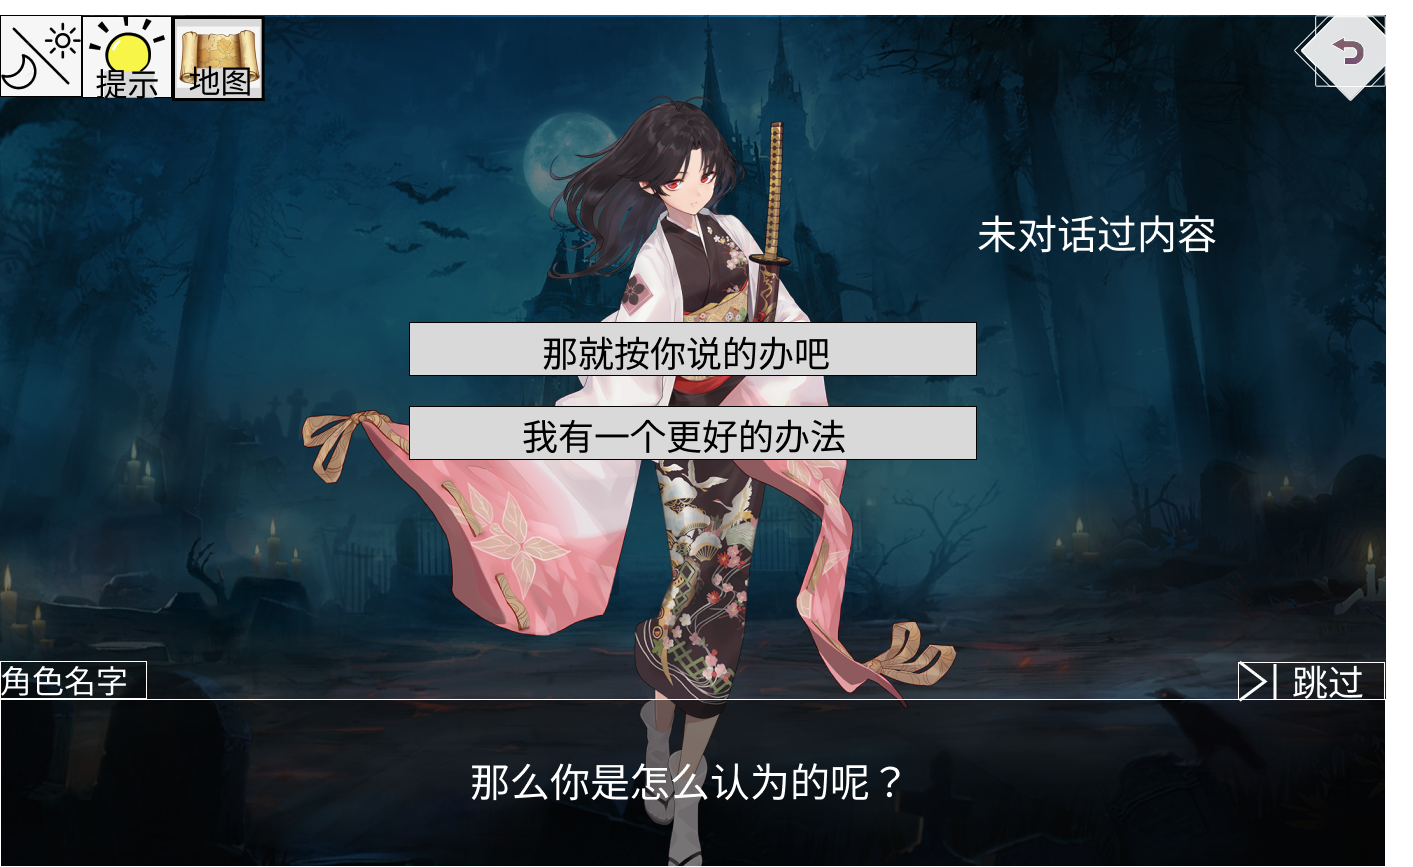 提示
地图
未对话过内容
那就按你说的办吧
我有一个更好的办法
角色名字
跳过
那么你是怎么认为的呢？